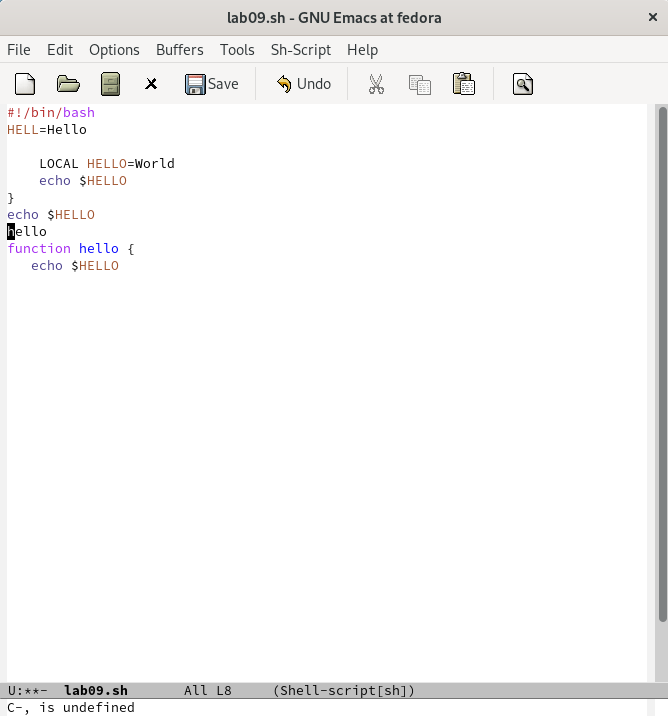 lab09.sh - GNU Emacs at fedora
File Edit Options Buffers Tools Sh-Script Help
Save Undo
#!/bin/bash
HELL=Hello
    LOCAL HELLO=World
    echo $HELLO
}
echo $HELLO
hello
function hello {
   echo $HELLO
U:**-  lab09.sh       All L8     (Shell-script[sh])
C-, is undefined